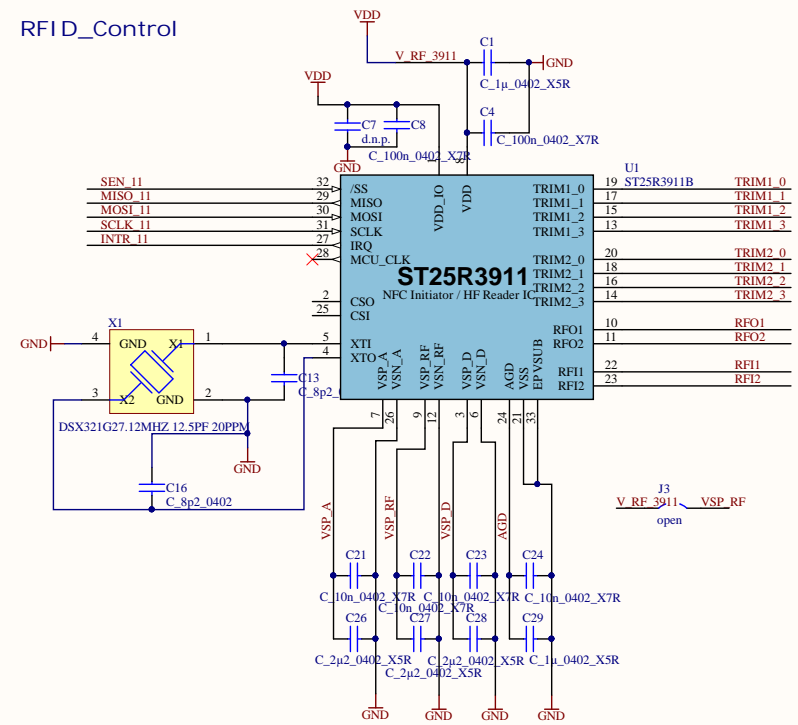 RFID_Control
VDD
V_RF_3911
C1
GND
C_1µ_0402_X5R
VDD
C4
C_100n_0402_X7R
C7
C8
d.n.p.
C_100n_0402_X7R
GND
U1
ST25R3911B
SEN_11 32 /SS
MISO_11 29 MISO
MOSI_11 30 MOSI
SCLK_11 31 SCLK
INTR_11 27 IRQ
28 MCU_CLK
2 CSO
25 CSI
5 XTI
4 XTO
VDD_IO
VDD
8
ST25R3911
NFC Initiator / HF Reader IC
TRIM1_0 19 TRIM1_0
TRIM1_1 17 TRIM1_1
TRIM1_2 15 TRIM1_2
TRIM1_3 13 TRIM1_3
TRIM2_0 20 TRIM2_0
TRIM2_1 18 TRIM2_1
TRIM2_2 16 TRIM2_2
TRIM2_3 14 TRIM2_3
RFO1 10 RFO1
RFO2 11 RFO2
RFI1 22 RFI1
RFI2 23 RFI2
VSP_A
VSN_A
VSP_RF
VSN_RF
VSP_D
VSN_D
AGD
VSS
EP VSUB
7
26
9
12
3
6
24
21
33
X1
GND
4 GND X1 1
3 X2 GND 2
DSX321G27.12MHZ 12.5PF 20PPM
C13
C_8p2_0
GND
C16
C_8p2_0402
VSP_A
VSP_RF
VSP_D
AGD
J3
V_RF_3911 VSP_RF
open
C21 C22 C23 C24
C_10n_0402_X7R
C_10n_0402_X7R
C_10n_0402_X7R
C_10n_0402_X7R
C26 C27 C28 C29
C_2µ2_0402_X5R
C_2µ2_0402_X5R
C_2µ2_0402_X5R
C_1µ_0402_X5R
GND GND GND GND